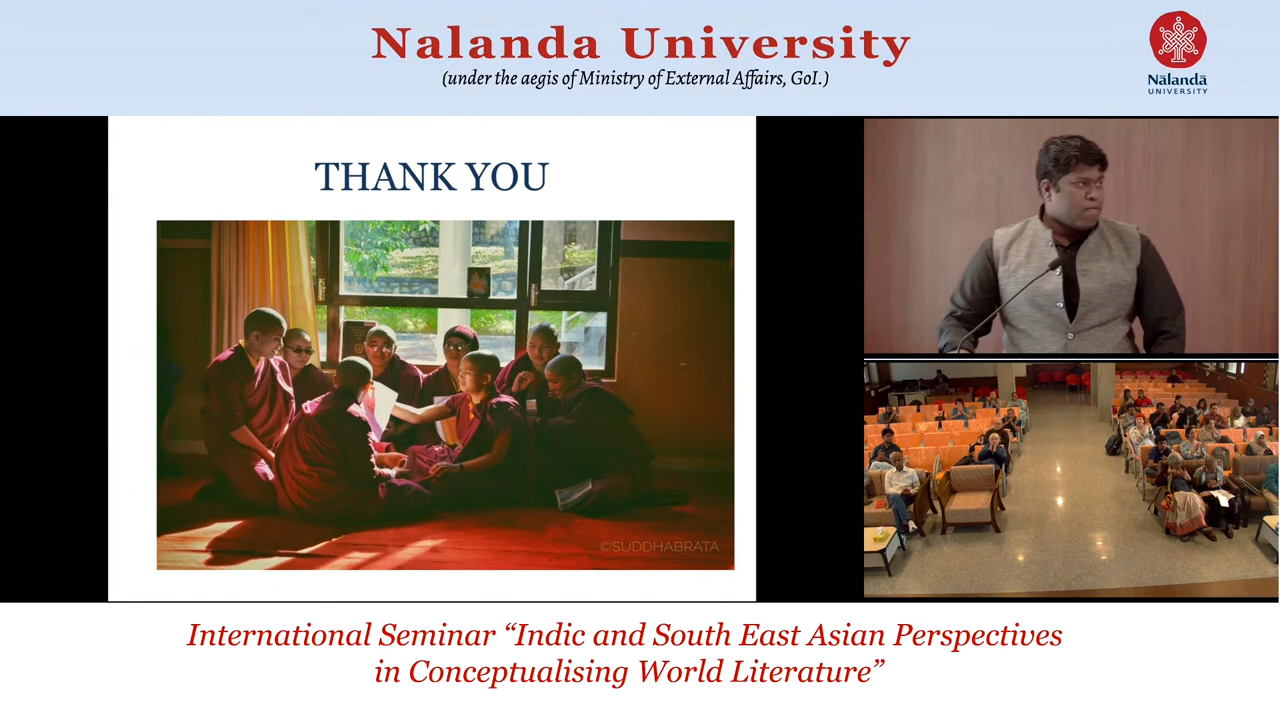 Nalanda University
(under the aegis of Ministry of External Affairs, GoI.)
Nālandā
UNIVERSITY
THANK YOU
©SUDDHABRATA
International Seminar “Indic and South East Asian Perspectives
in Conceptualising World Literature”